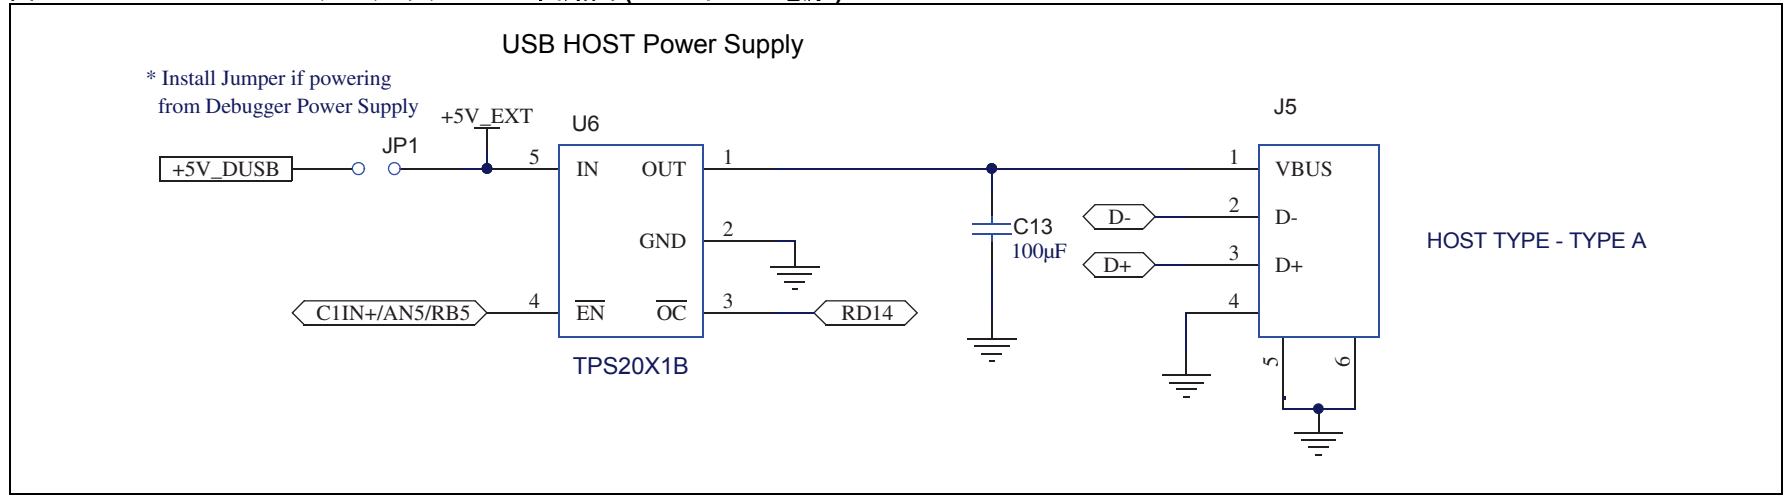 USB HOST Power Supply
* Install Jumper if powering
from Debugger Power Supply
+5V_EXT
JP1
+5V_DUSB
U6
5
IN
OUT
1
GND
2
C1IN+/AN5/RB5
4
EN
OC
3
RD14
TPS20X1B
C13
100µF
J5
1
VBUS
D-
2
D-
D+
3
D+
4
5
6
HOST TYPE - TYPE A